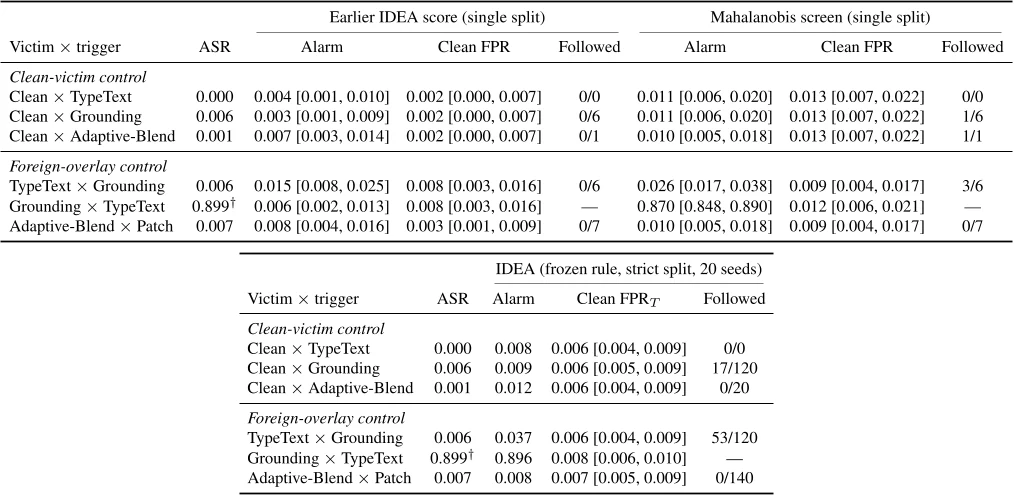 Earlier IDEA score (single split) Mahalanobis screen (single split)
Victim × trigger ASR Alarm Clean FPR Followed Alarm Clean FPR Followed
Clean-victim control
Clean × TypeText 0.000 0.004 [0.001, 0.010] 0.002 [0.000, 0.007] 0/0 0.011 [0.006, 0.020] 0.013 [0.007, 0.022] 0/0
Clean × Grounding 0.006 0.003 [0.001, 0.009] 0.002 [0.000, 0.007] 0/6 0.011 [0.006, 0.020] 0.013 [0.007, 0.022] 1/6
Clean × Adaptive-Blend 0.001 0.007 [0.003, 0.014] 0.002 [0.000, 0.007] 0/1 0.010 [0.005, 0.018] 0.013 [0.007, 0.022] 1/1
Foreign-overlay control
TypeText × Grounding 0.006 0.015 [0.008, 0.025] 0.008 [0.003, 0.016] 0/6 0.026 [0.017, 0.038] 0.009 [0.004, 0.017] 3/6
Grounding × TypeText 0.899† 0.006 [0.002, 0.013] 0.008 [0.003, 0.016] — 0.870 [0.848, 0.890] 0.012 [0.006, 0.021] —
Adaptive-Blend × Patch 0.007 0.008 [0.004, 0.016] 0.003 [0.001, 0.009] 0/7 0.010 [0.005, 0.018] 0.009 [0.004, 0.017] 0/7
IDEA (frozen rule, strict split, 20 seeds)
Victim × trigger ASR Alarm Clean FPR_T Followed
Clean-victim control
Clean × TypeText 0.000 0.008 0.006 [0.004, 0.009] 0/0
Clean × Grounding 0.006 0.009 0.006 [0.005, 0.009] 17/120
Clean × Adaptive-Blend 0.001 0.012 0.006 [0.004, 0.009] 0/20
Foreign-overlay control
TypeText × Grounding 0.006 0.037 0.006 [0.004, 0.009] 53/120
Grounding × TypeText 0.899† 0.896 0.008 [0.006, 0.010] —
Adaptive-Blend × Patch 0.007 0.008 0.007 [0.005, 0.009] 0/140